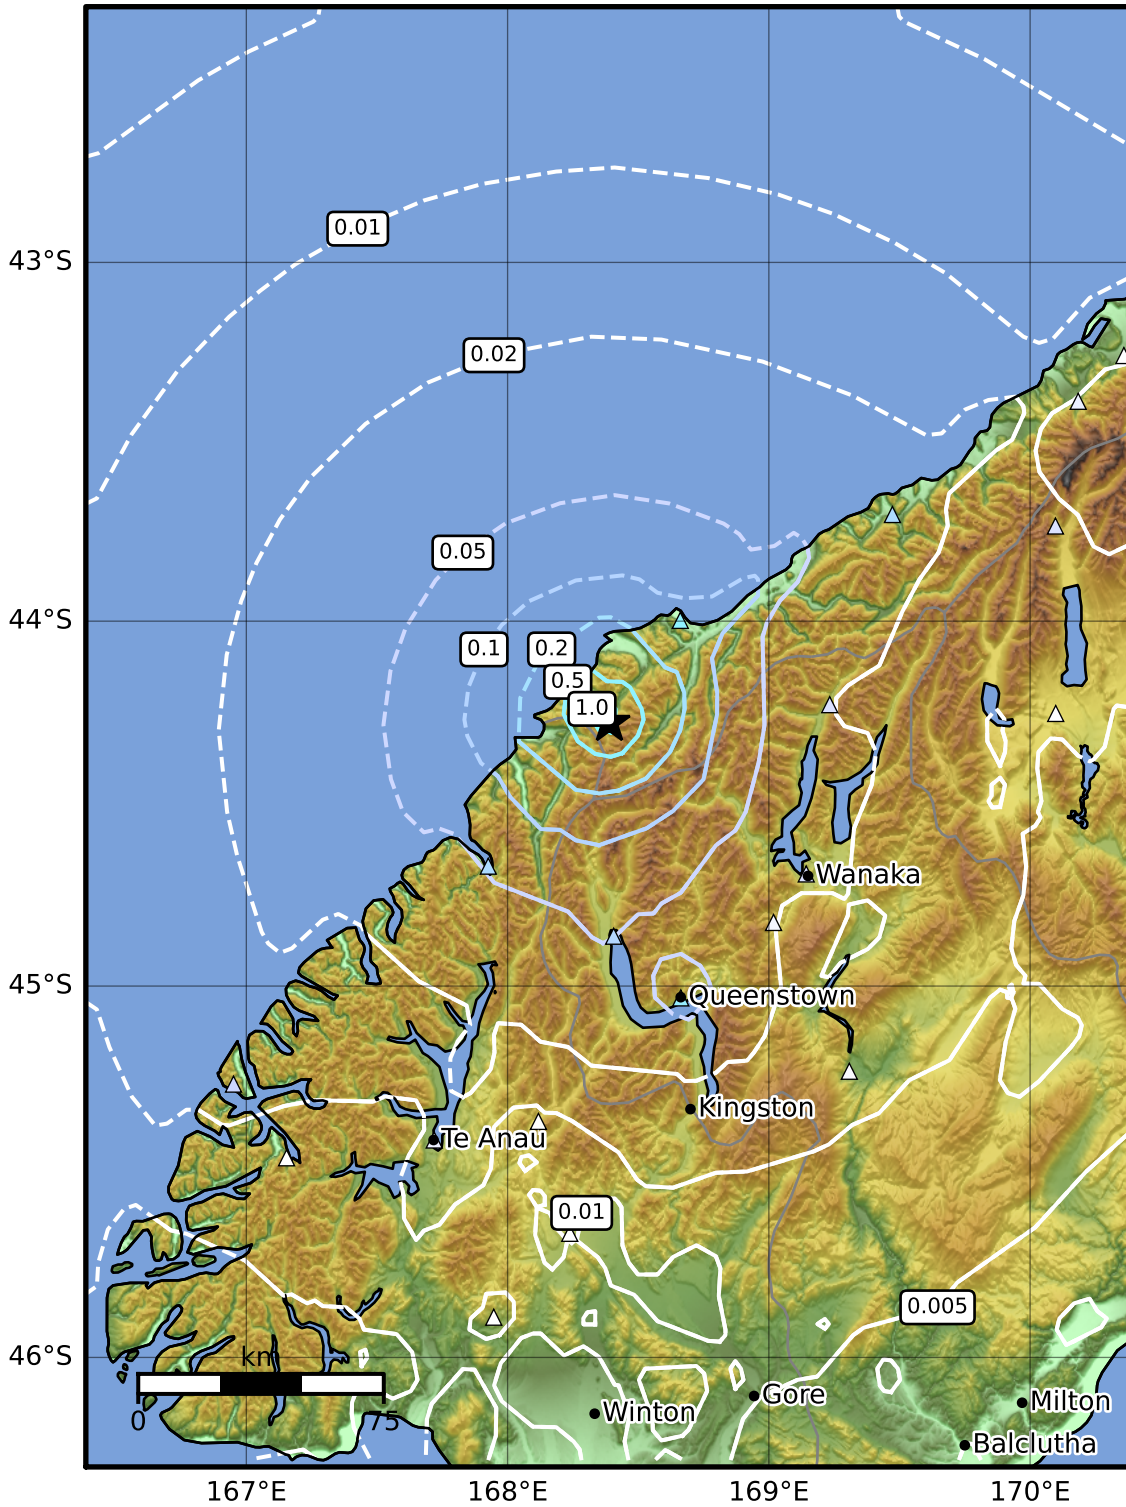 0.01
43°S
0.02
0.05
44°S
0.1
0.2
0.5
1.0
Wanaka
45°S
Queenstown
Kingston
Te Anau
0.01
0.005
46°S
km
0
75
Gore
Winton
Milton
Balclutha
167°E
168°E
169°E
170°E